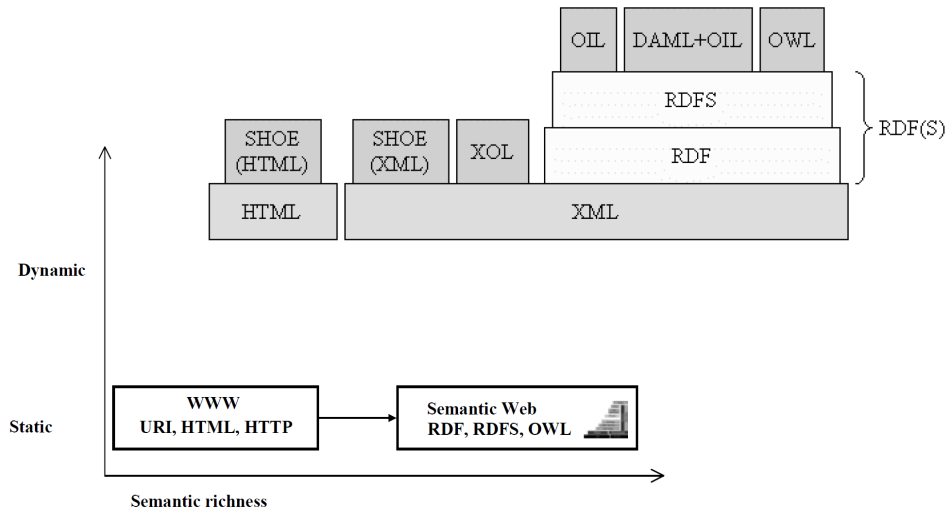 OIL
DAML+OIL
OWL
RDFS
RDF(S)
SHOE
(HTML)
SHOE
(XML)
XOL
RDF
HTML
XML
Dynamic
WWW
URI, HTML, HTTP
Semantic Web
RDF, RDFS, OWL
Static
Semantic richness